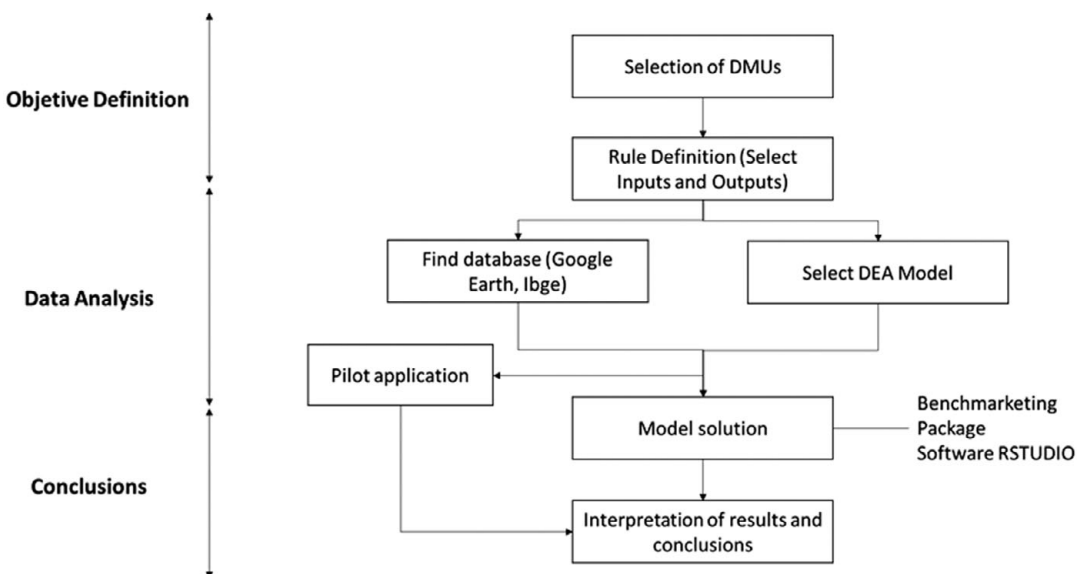 Objetive Definition
Data Analysis
Conclusions
Selection of DMUs
Rule Definition (Select
Inputs and Outputs)
Find database (Google
Earth, Ibge)
Select DEA Model
Pilot application
Model solution
Benchmarketing
Package
Software RSTUDIO
Interpretation of results and
conclusions